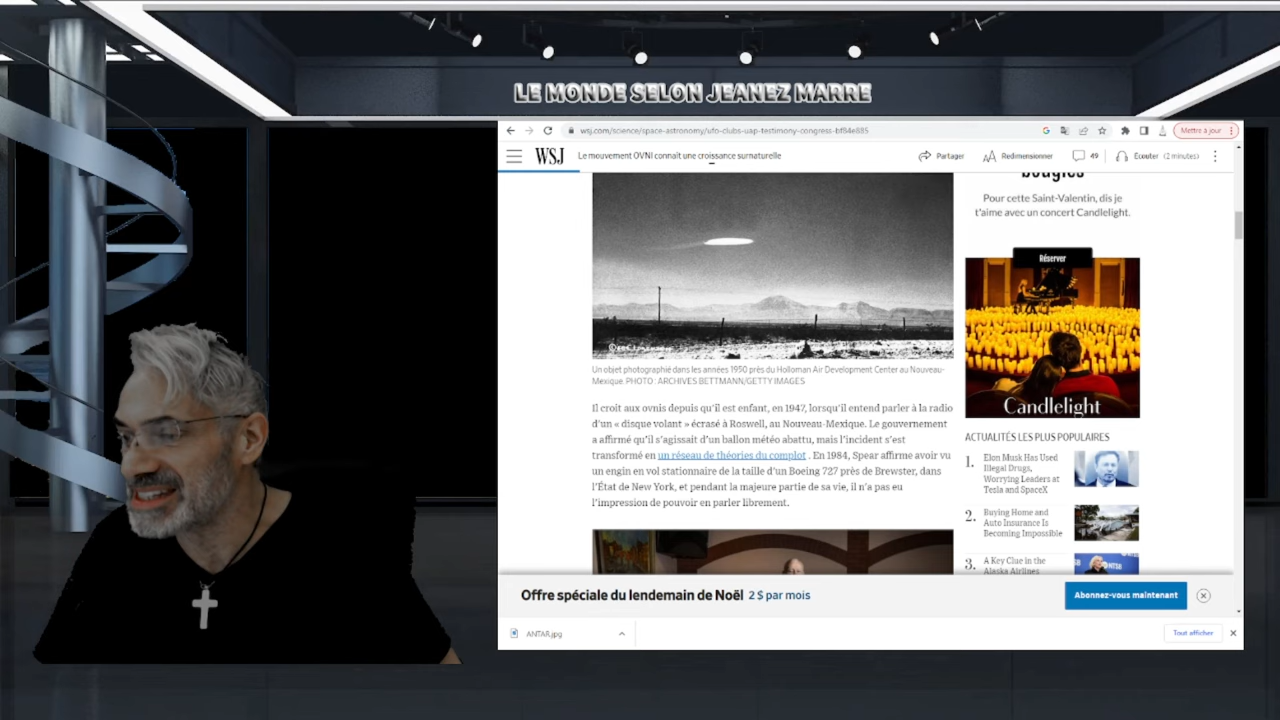 LE MONDE SELON JEANEZ MARRE
wsj.com/science/space-astronomy/ufo-clubs-uap-testimony-congress-bf84e885
Mettre à jour
WSJ
Le mouvement OVNI connaît une croissance surnaturelle
Partager
Redimensionner
49
Écouter (2 minutes)
Un objet photographié dans les années 1950 près du Holloman Air Development Center au Nouveau-
Mexique. PHOTO : ARCHIVES BETTMANN/GETTY IMAGES
Il croit aux ovnis depuis qu'il est enfant, en 1947, lorsqu'il entend parler à la radio
d'un « disque volant » écrasé à Roswell, au Nouveau-Mexique. Le gouvernement
a affirmé qu'il s'agissait d'un ballon météo abattu, mais l'incident s'est
transformé en un réseau de théories du complot . En 1984, Spear affirme avoir vu
un engin en vol stationnaire de la taille d'un Boeing 727 près de Brewster, dans
l'État de New York, et pendant la majeure partie de sa vie, il n'a pas eu
l'impression de pouvoir en parler librement.
bougies
Pour cette Saint-Valentin, dis je
t'aime avec un concert Candlelight.
Réserver
Candlelight
ACTUALITÉS LES PLUS POPULAIRES
1. Elon Musk Has Used
Illegal Drugs,
Worrying Leaders at
Tesla and SpaceX
2. Buying Home and
Auto Insurance Is
Becoming Impossible
3. A Key Clue in the
Alaska Airlines
Offre spéciale du lendemain de Noël 2 $ par mois
Abonnez-vous maintenant
ANTAR.jpg
Tout afficher